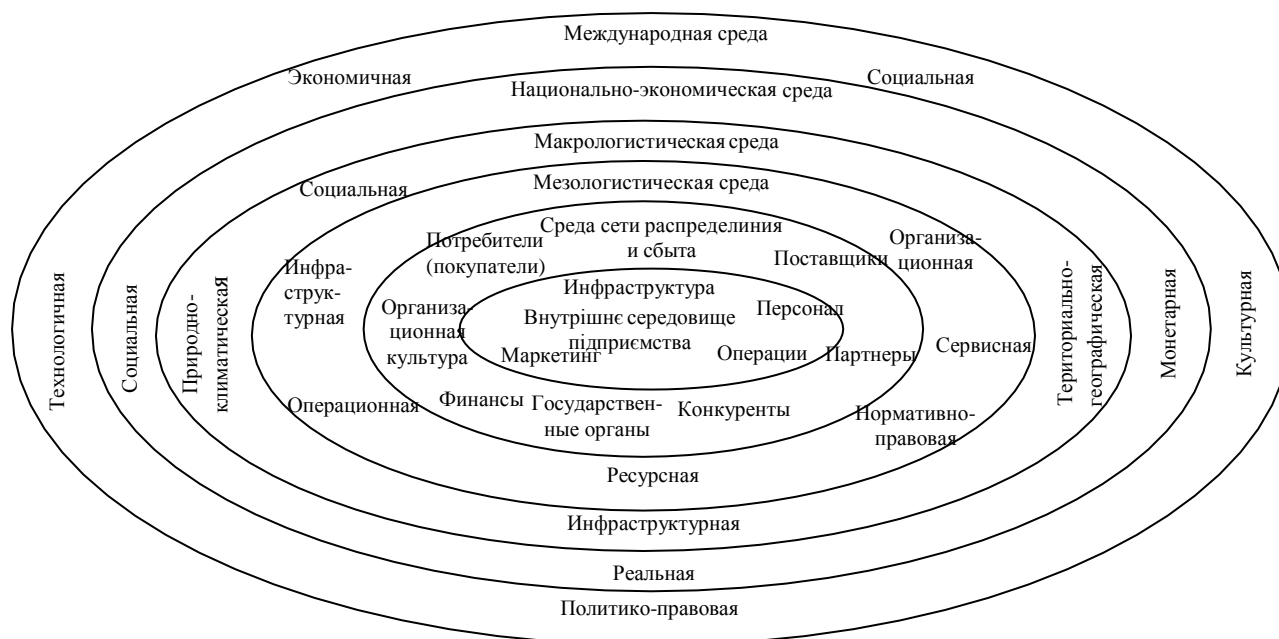 Международная среда
Экономичная
Социальная
Национально-экономическая среда
Макрологистическая среда
Социальная
Мезологистическая среда
Среда сети распределиния
и сбыта
Потребители
(покупатели)
Поставщики
Организа-
ционная
Инфра-
струк-
турная
Инфраструктура
Организа-
ционная
культура
Внутрішнє середовище
підприємства
Персонал
Маркетинг
Операции
Партнеры
Сервисная
Технологичная
Социальная
Природно-
климатическая
Територинально-
географическая
Монетарная
Культурная
Операционная
Финансы
Государствен-
ные органы
Конкуренты
Нормативно-
правовая
Ресурсная
Инфраструктурная
Реальная
Политико-правовая